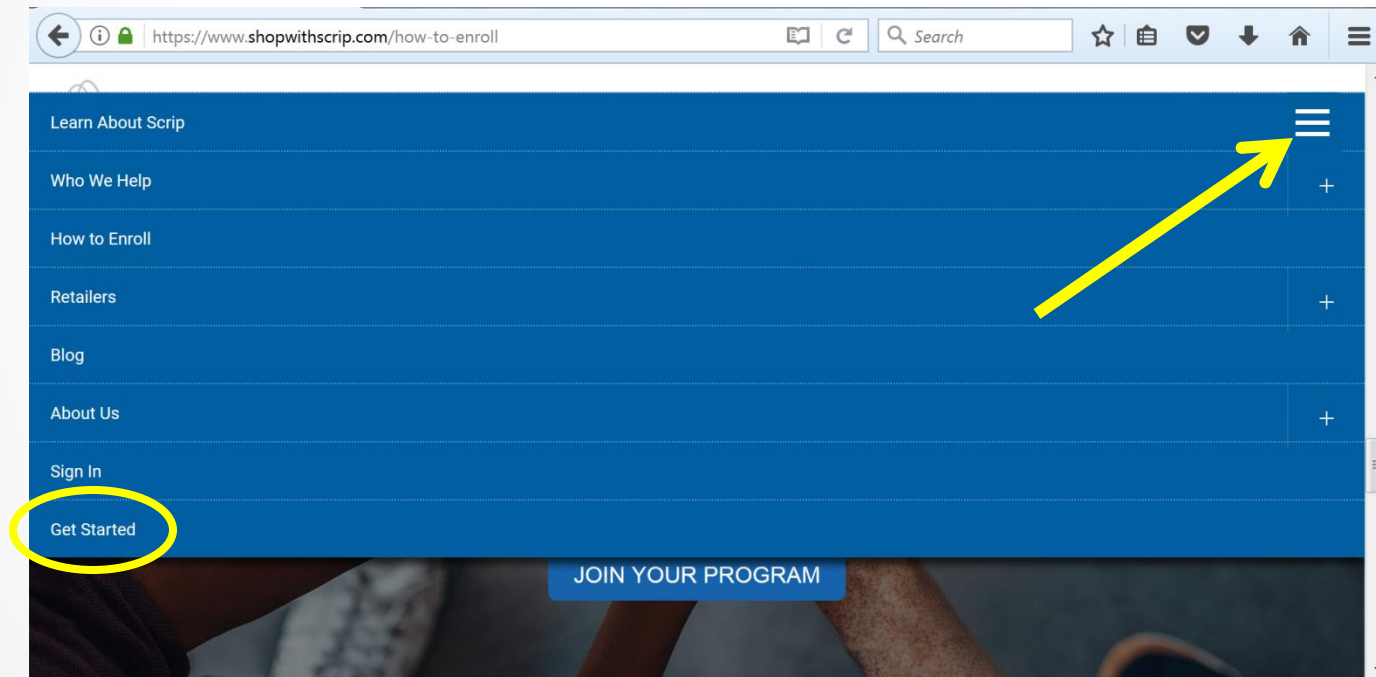 https://www.shopwithscrip.com/how-to-enroll
Search
Learn About Scrip
Who We Help
+
How to Enroll
Retailers
+
Blog
About Us
+
Sign In
Get Started
JOIN YOUR PROGRAM